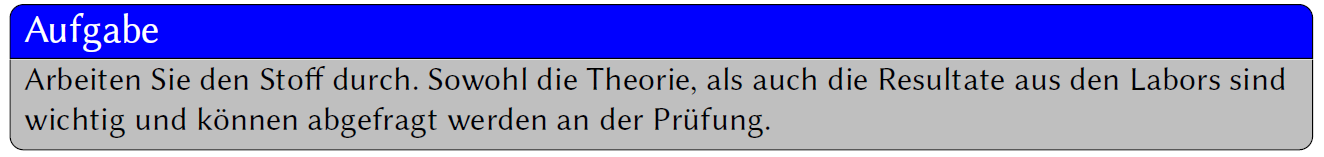 Aufgabe
Arbeiten Sie den Stoff durch. Sowohl die Theorie, als auch die Resultate aus den Labors sind
wichtig und können abgefragt werden an der Prüfung.